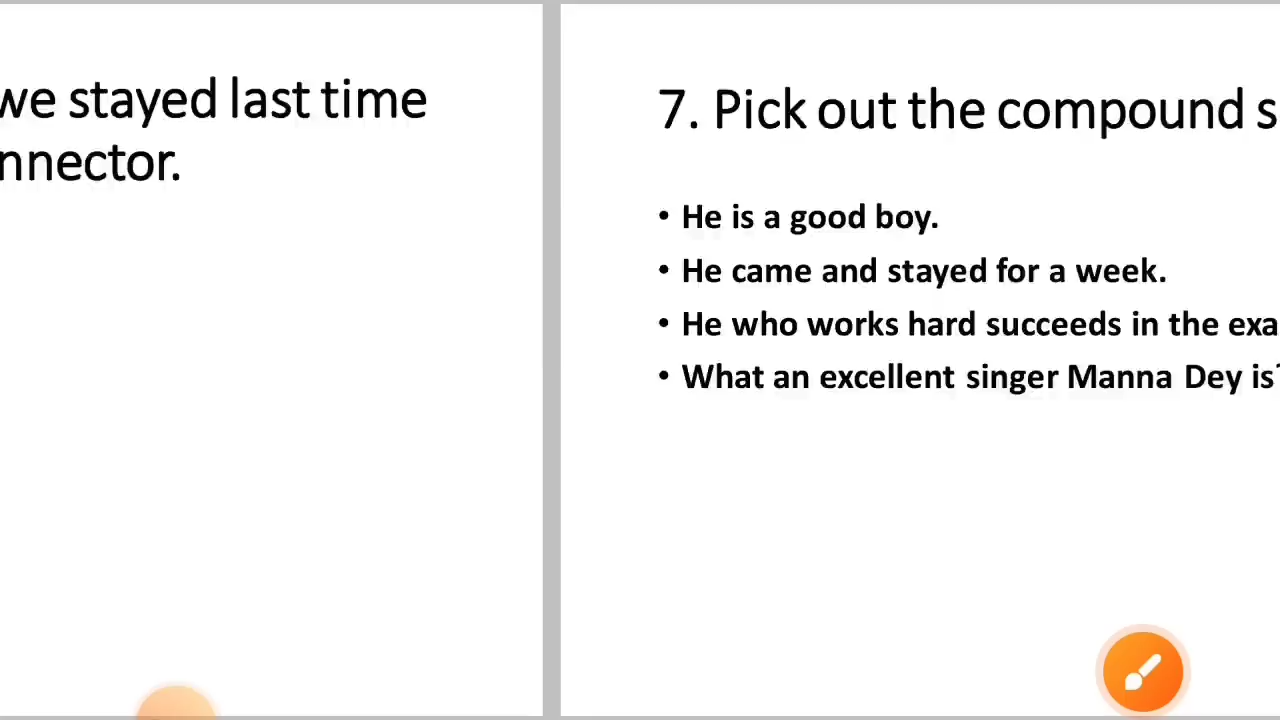 we stayed last time
nnector.
7. Pick out the compound s
• He is a good boy.
• He came and stayed for a week.
• He who works hard succeeds in the exa
• What an excellent singer Manna Dey is?